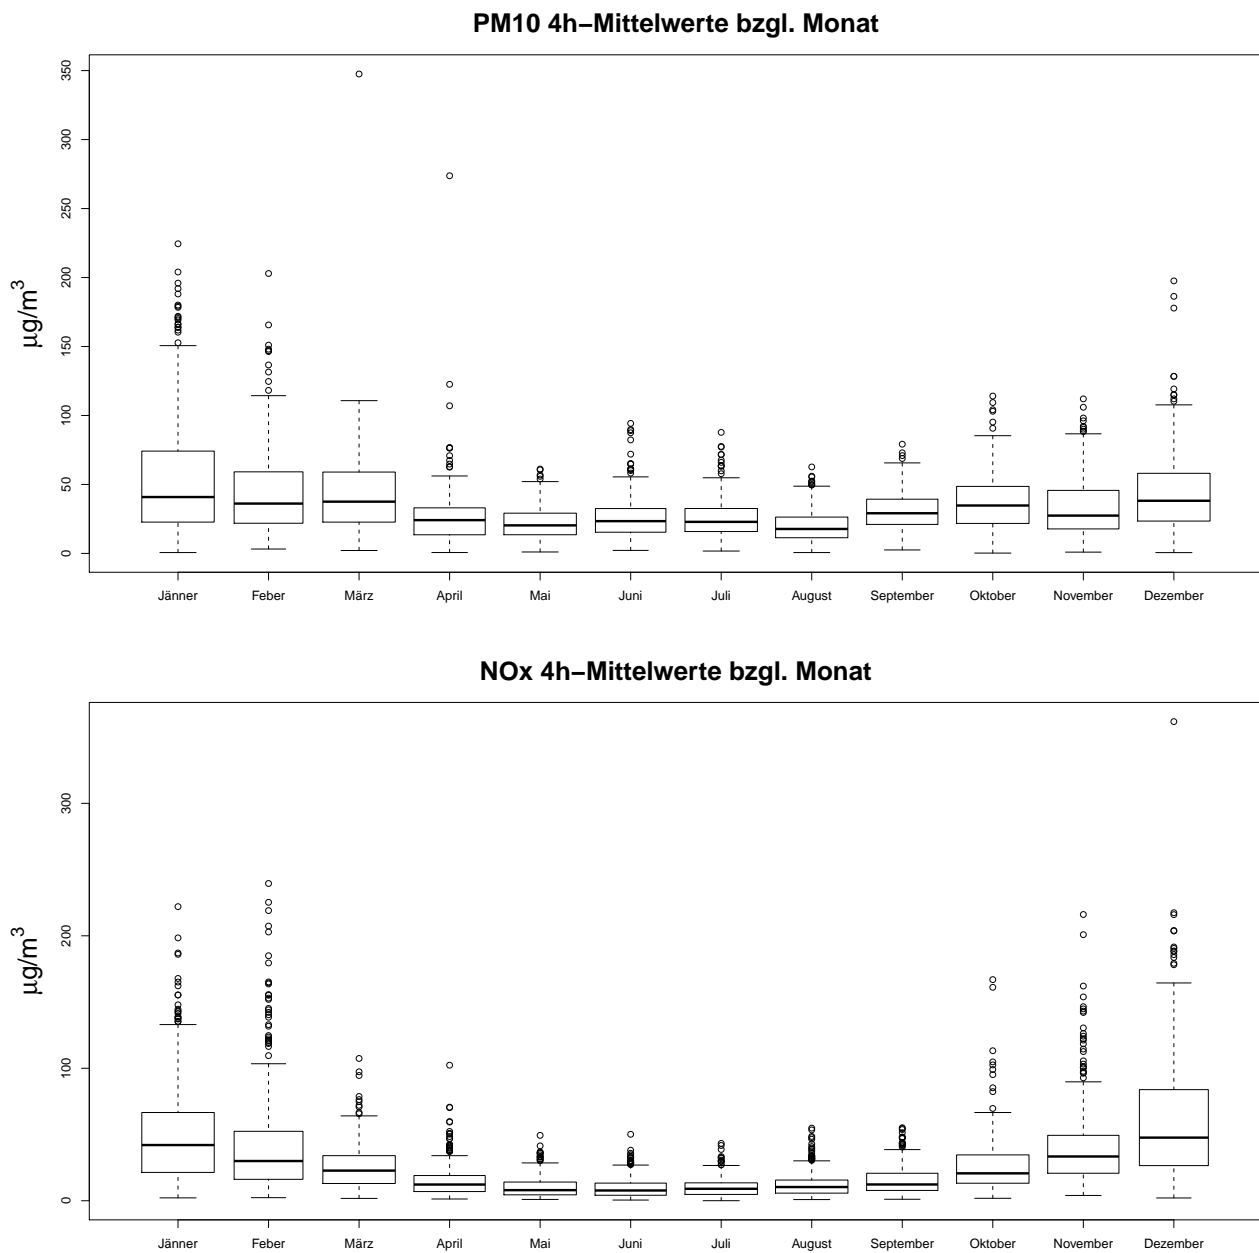 PM10 4h−Mittelwerte bzgl. Monat
350
300
250
200
150
100
50
0
µg/m³
Jänner Feber März April Mai Juni Juli August September Oktober November Dezember
NOx 4h−Mittelwerte bzgl. Monat
300
200
100
0
µg/m³
Jänner Feber März April Mai Juni Juli August September Oktober November Dezember